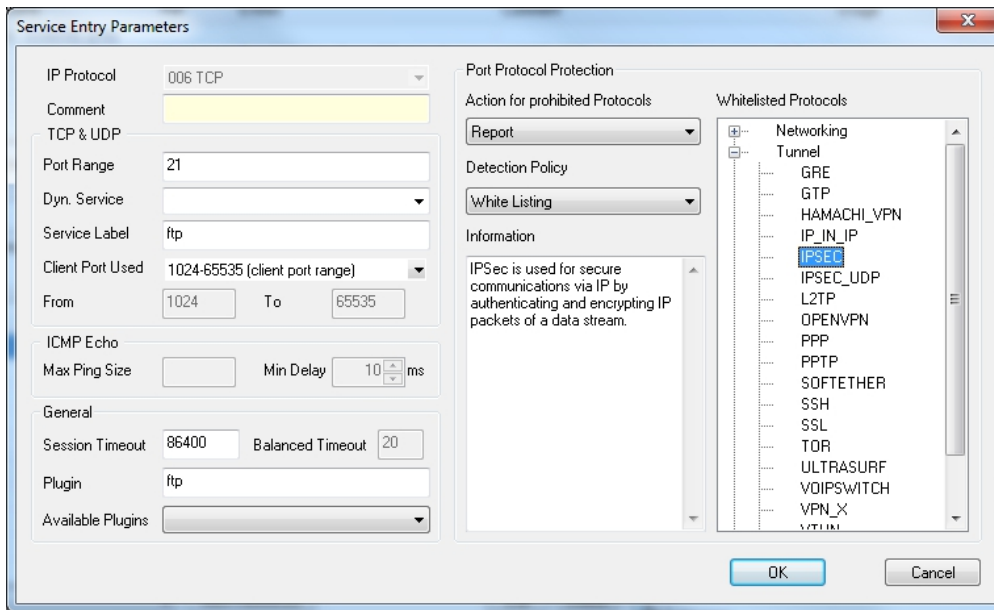 Service Entry Parameters
IP Protocol
006 TCP
Comment
TCP & UDP
Port Range
21
Dyn. Service
Service Label
ftp
Client Port Used
1024-65535 (client port range)
From
1024
To
65535
ICMP Echo
Max Ping Size
Min Delay
10
ms
General
Session Timeout
86400
Balanced Timeout
20
Plugin
ftp
Available Plugins
Port Protocol Protection
Action for prohibited Protocols
Report
Detection Policy
White Listing
Information
IPSec is used for secure
communications via IP by
authenticating and encrypting IP
packets of a data stream.
Whitelisted Protocols
Networking
Tunnel
GRE
GTP
HAMACHI_VPN
IP_IN_IP
IPSEC
IPSEC_UDP
L2TP
OPENVPN
PPP
PPTP
SOFTETHER
SSH
SSL
TOR
ULTRASURF
VOIPSWITCH
VPN_X
OK
Cancel